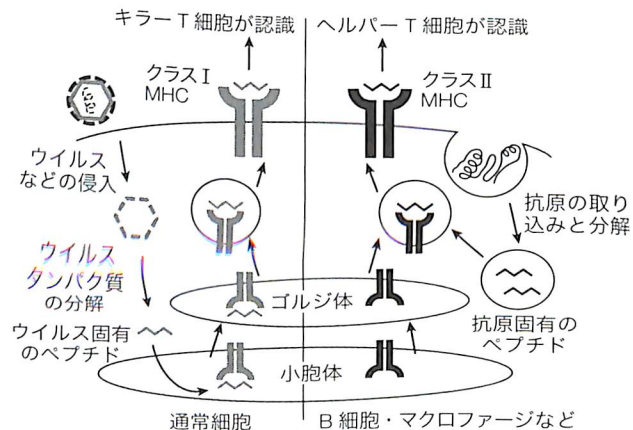 キラーT細胞が認識
ヘルパーT細胞が認識
クラスⅠ
MHC
クラスⅡ
MHC
ウイルス
などの侵入
抗原の取り
込みと分解
ウイルス
タンパク質
の分解
ゴルジ体
ウイルス固有
のペプチド
抗原固有の
ペプチド
小胞体
通常細胞
B細胞・マクロファージなど